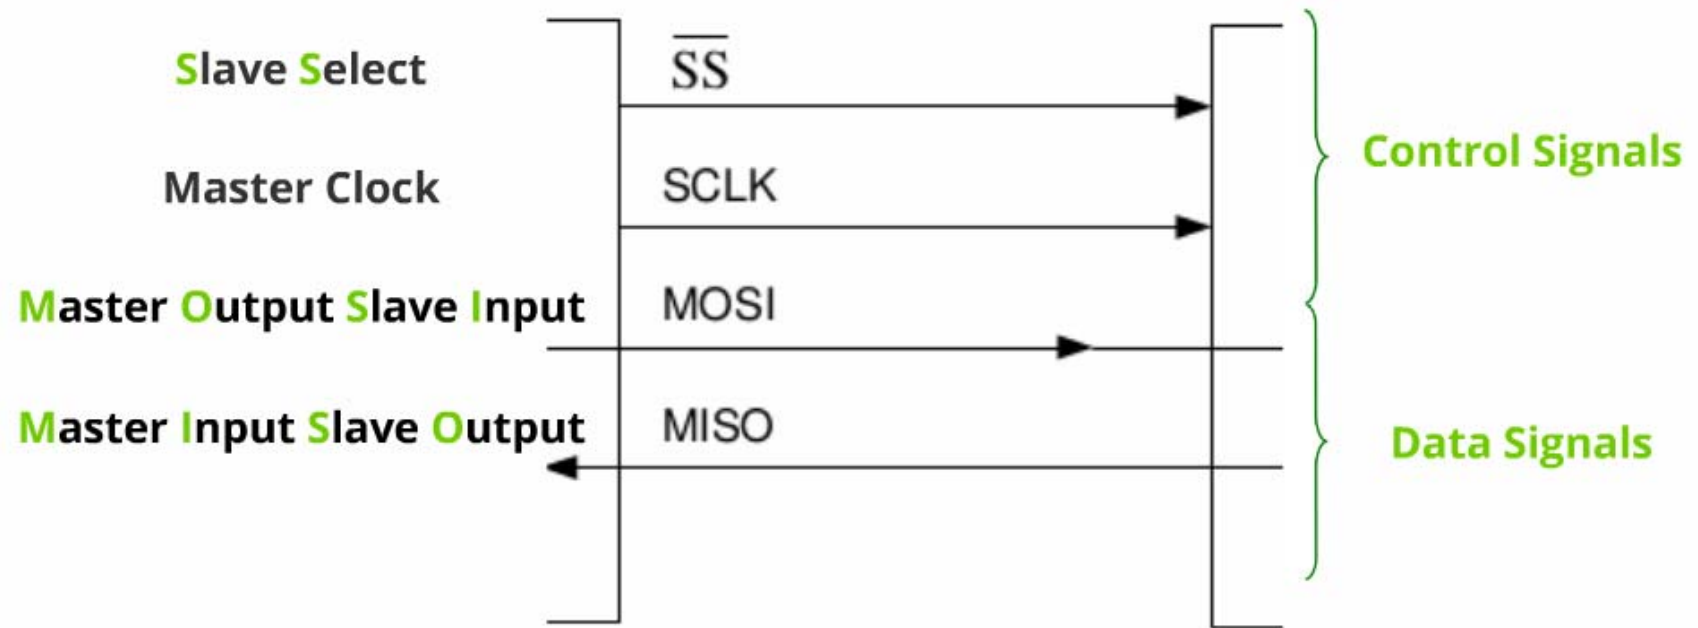 Slave Select
SS
Master Clock
SCLK
Control Signals
Master Output Slave Input
MOSI
Master Input Slave Output
MISO
Data Signals